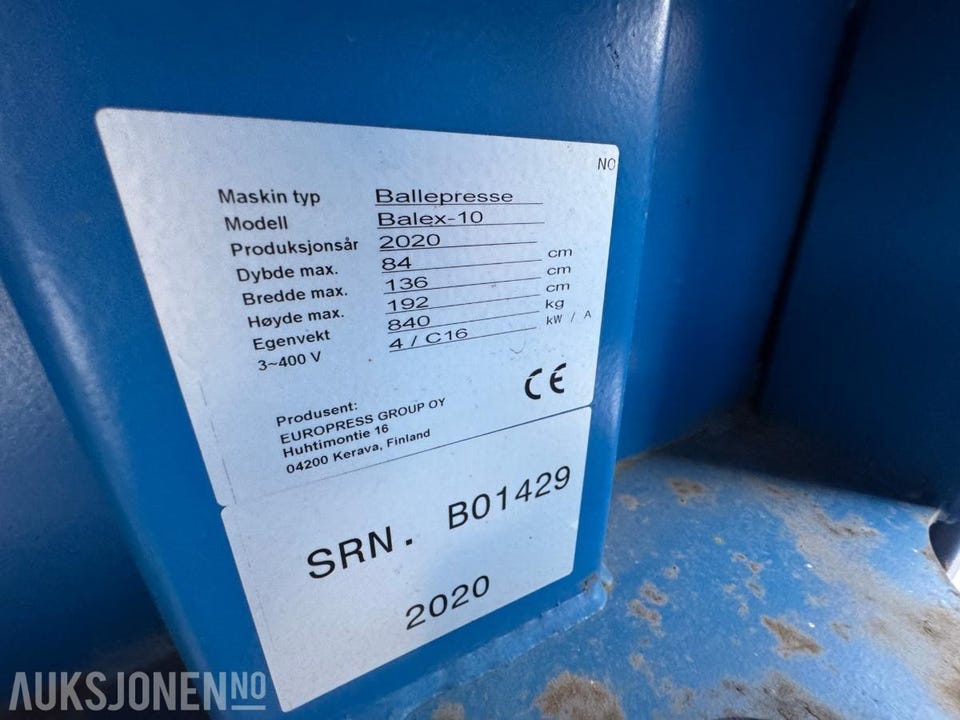 NO
Maskin typ Ballepresse
Modell Balex-10
Produksjonsår 2020
Dybde max. 84 cm
Bredde max. 136 cm
Høyde max. 192 cm
Egenvekt 840 kg
3~400 V 4 / C16 kW / A
CE
Produsent:
EUROPRESS GROUP OY
Huhtimontie 16
04200 Kerava, Finland
SRN. B01429
2020
AUKSJONEN NO